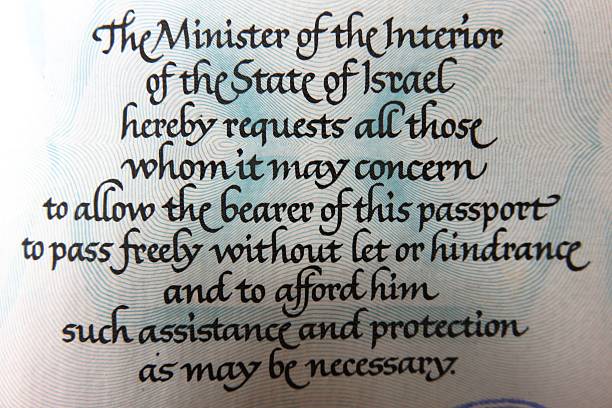 The Minister of the Interior
of the State of Israel
hereby requests all those
whom it may concern
to allow the bearer of this passport
to pass freely without let or hindrance
and to afford him
such assistance and protection
as may be necessary.